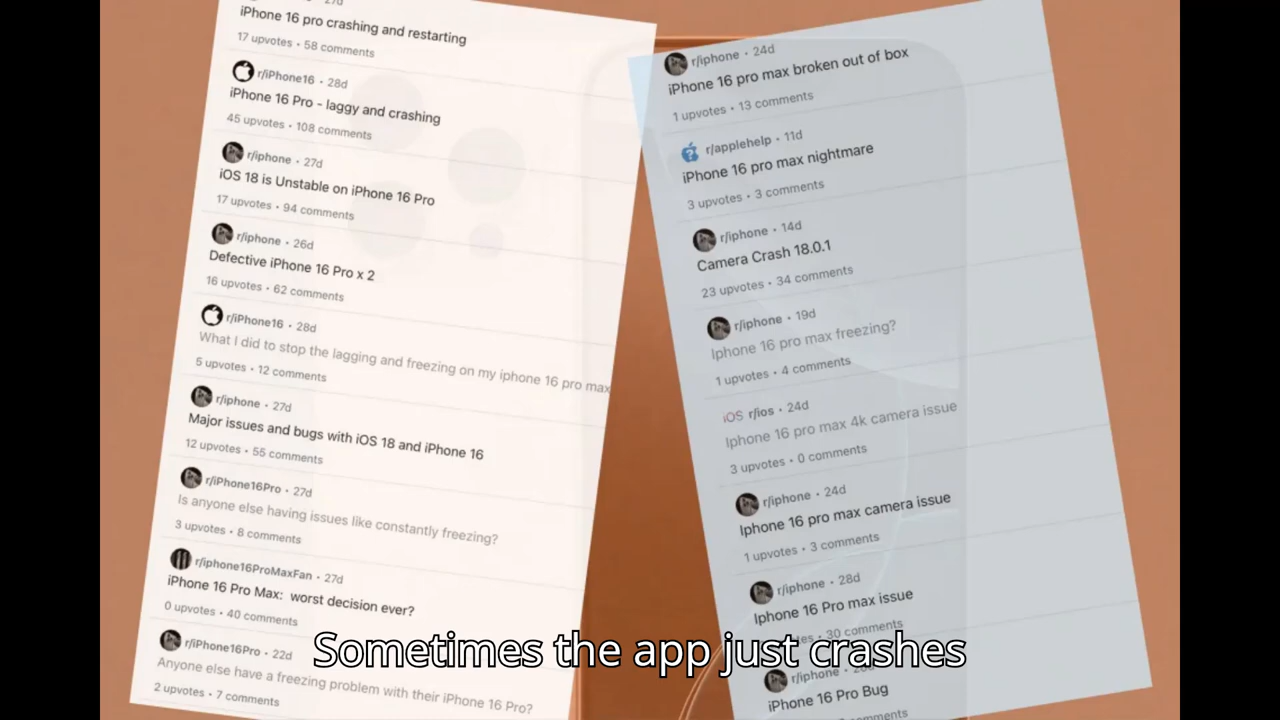 iPhone 16 pro crashing and restarting
17 upvotes • 58 comments
r/iPhone16 • 28d
iPhone 16 Pro - laggy and crashing
45 upvotes • 108 comments
r/iphone • 27d
iOS 18 is Unstable on iPhone 16 Pro
17 upvotes • 94 comments
r/iphone • 26d
Defective iPhone 16 Pro x 2
16 upvotes • 62 comments
r/iPhone16 • 28d
What I did to stop the lagging and freezing on my iphone 16 pro max
5 upvotes • 12 comments
r/iphone • 27d
Major issues and bugs with iOS 18 and iPhone 16
12 upvotes • 55 comments
r/iPhone16Pro • 27d
Is anyone else having issues like constantly freezing?
3 upvotes • 8 comments
r/iphone16ProMaxFan • 27d
iPhone 16 Pro Max: worst decision ever?
0 upvotes • 40 comments
r/iPhone16Pro • 22d
Anyone else have a freezing problem with their iPhone 16 Pro?
2 upvotes • 7 comments
r/iphone • 24d
iPhone 16 pro max broken out of box
1 upvotes • 13 comments
r/applehelp • 11d
iPhone 16 pro max nightmare
3 upvotes • 3 comments
r/iphone • 14d
Camera Crash 18.0.1
23 upvotes • 34 comments
r/iphone • 19d
Iphone 16 pro max freezing?
1 upvotes • 4 comments
iOS r/ios • 24d
Iphone 16 pro max 4k camera issue
3 upvotes • 0 comments
r/iphone • 24d
Iphone 16 pro max camera issue
1 upvotes • 3 comments
r/iphone • 28d
Iphone 16 Pro max issue
30 comments
r/iphone
iPhone 16 Pro Bug
comments
Sometimes the app just crashes